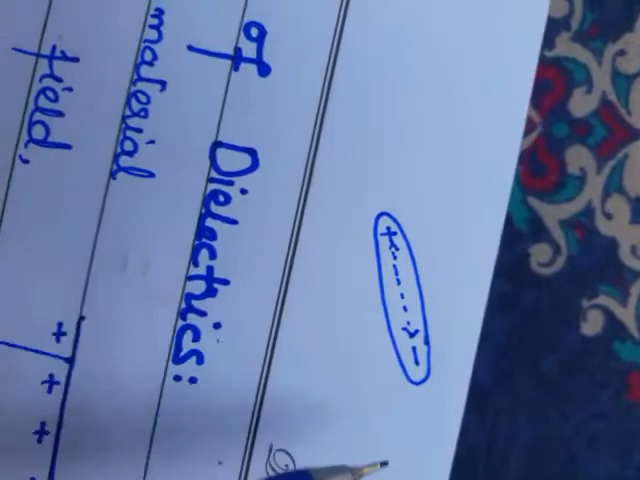 + <----> -
of Dielectrics:
material
field,
+ + +